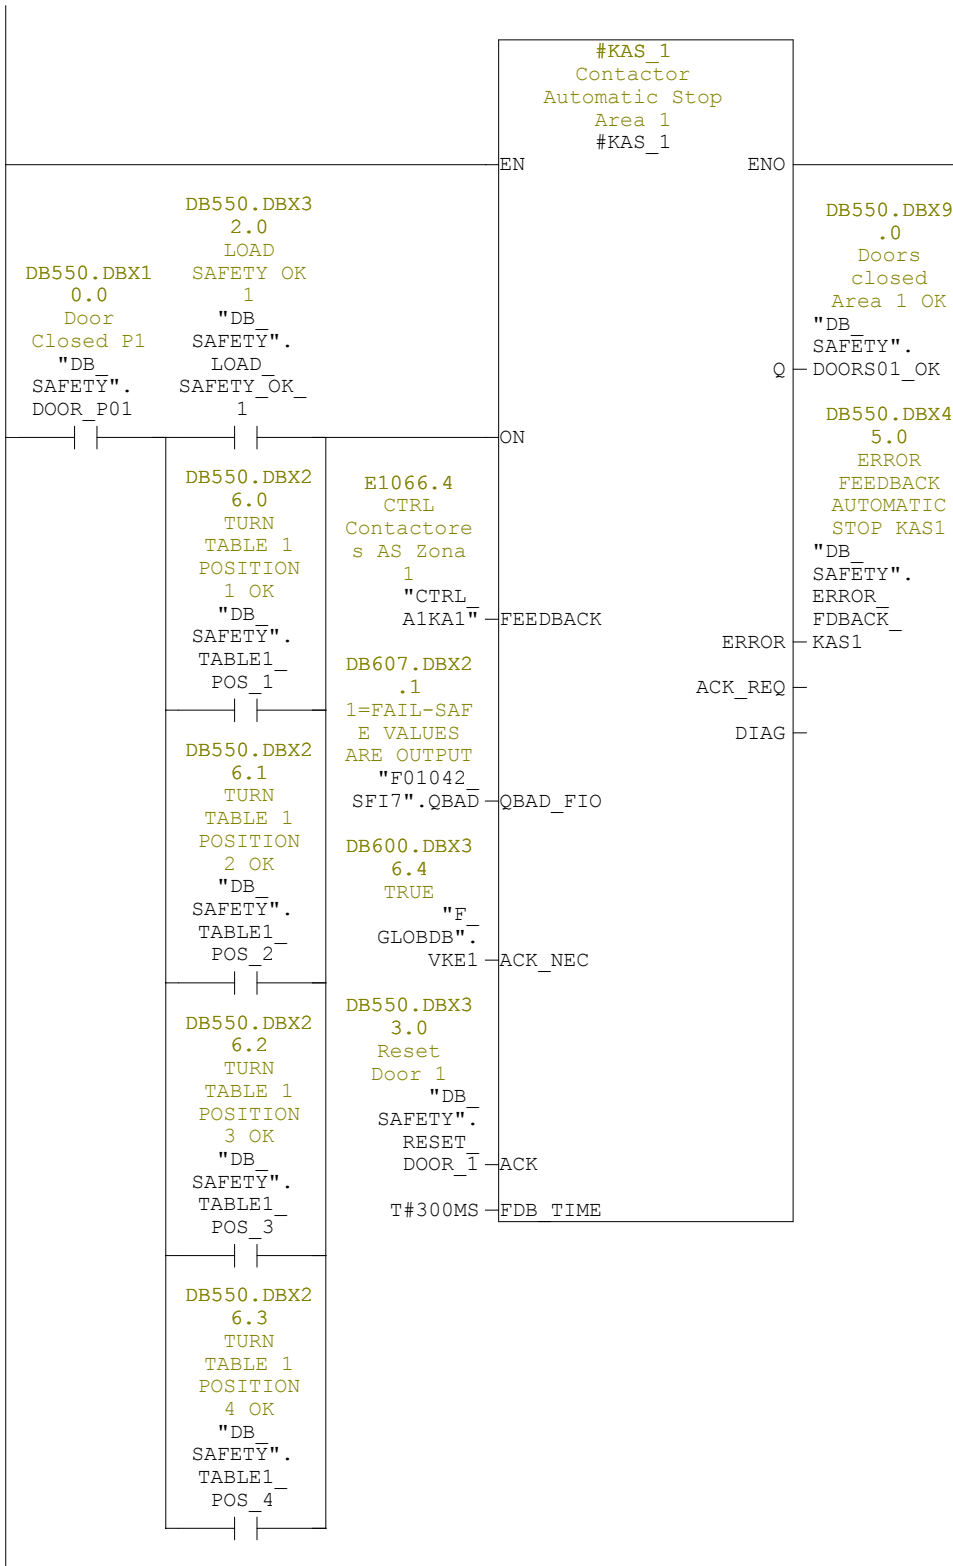 #KAS_1
Contactor
Automatic Stop
Area 1
#KAS_1
EN
ENO
DB550.DBX1
0.0
Door
Closed P1
"DB_
SAFETY".
DOOR_P01
DB550.DBX3
2.0
LOAD
SAFETY OK
1
"DB_
SAFETY".
LOAD_
SAFETY_OK_
1
ON
DB550.DBX9
.0
Doors
closed
Area 1 OK
"DB_
SAFETY".
Q
DOORS01_OK
DB550.DBX2
6.0
TURN
TABLE 1
POSITION
1 OK
"DB_
SAFETY".
TABLE1_
POS_1
E1066.4
CTRL
Contactore
s AS Zona
1
"CTRL_
A1KA1"
FEEDBACK
DB550.DBX4
5.0
ERROR
FEEDBACK
AUTOMATIC
STOP KAS1
"DB_
SAFETY".
ERROR_
FDBACK_
ERROR
KAS1
ACK_REQ
DIAG
DB607.DBX2
.1
1=FAIL-SAF
E VALUES
ARE OUTPUT
"F01042_
SFI7".QBAD
QBAD_FIO
DB550.DBX2
6.1
TURN
TABLE 1
POSITION
2 OK
"DB_
SAFETY".
TABLE1_
POS_2
DB600.DBX3
6.4
TRUE
"F_
GLOBDB".
VKE1
ACK_NEC
DB550.DBX3
3.0
Reset
Door 1
"DB_
SAFETY".
RESET_
DOOR_1
ACK
DB550.DBX2
6.2
TURN
TABLE 1
POSITION
3 OK
"DB_
SAFETY".
TABLE1_
POS_3
T#300MS
FDB_TIME
DB550.DBX2
6.3
TURN
TABLE 1
POSITION
4 OK
"DB_
SAFETY".
TABLE1_
POS_4